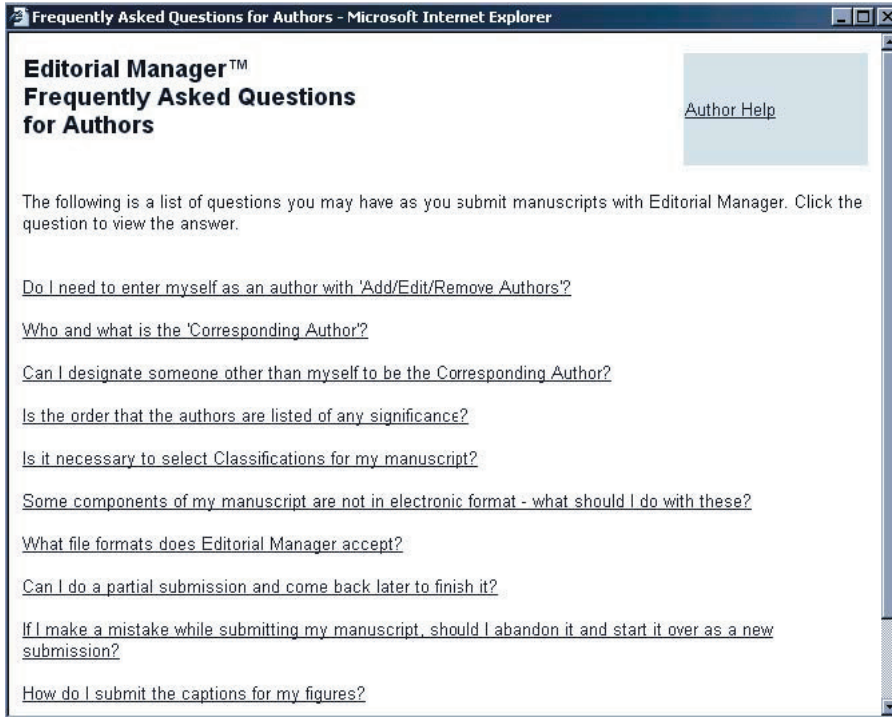 Frequently Asked Questions for Authors - Microsoft Internet Explorer
Editorial Manager™
Frequently Asked Questions
for Authors
Author Help
The following is a list of questions you may have as you submit manuscripts with Editorial Manager. Click the
question to view the answer.
Do I need to enter myself as an author with 'Add/Edit/Remove Authors'?
Who and what is the 'Corresponding Author'?
Can I designate someone other than myself to be the Corresponding Author?
Is the order that the authors are listed of any significance?
Is it necessary to select Classifications for my manuscript?
Some components of my manuscript are not in electronic format - what should I do with these?
What file formats does Editorial Manager accept?
Can I do a partial submission and come back later to finish it?
If I make a mistake while submitting my manuscript, should I abandon it and start it over as a new
submission?
How do I submit the captions for my figures?